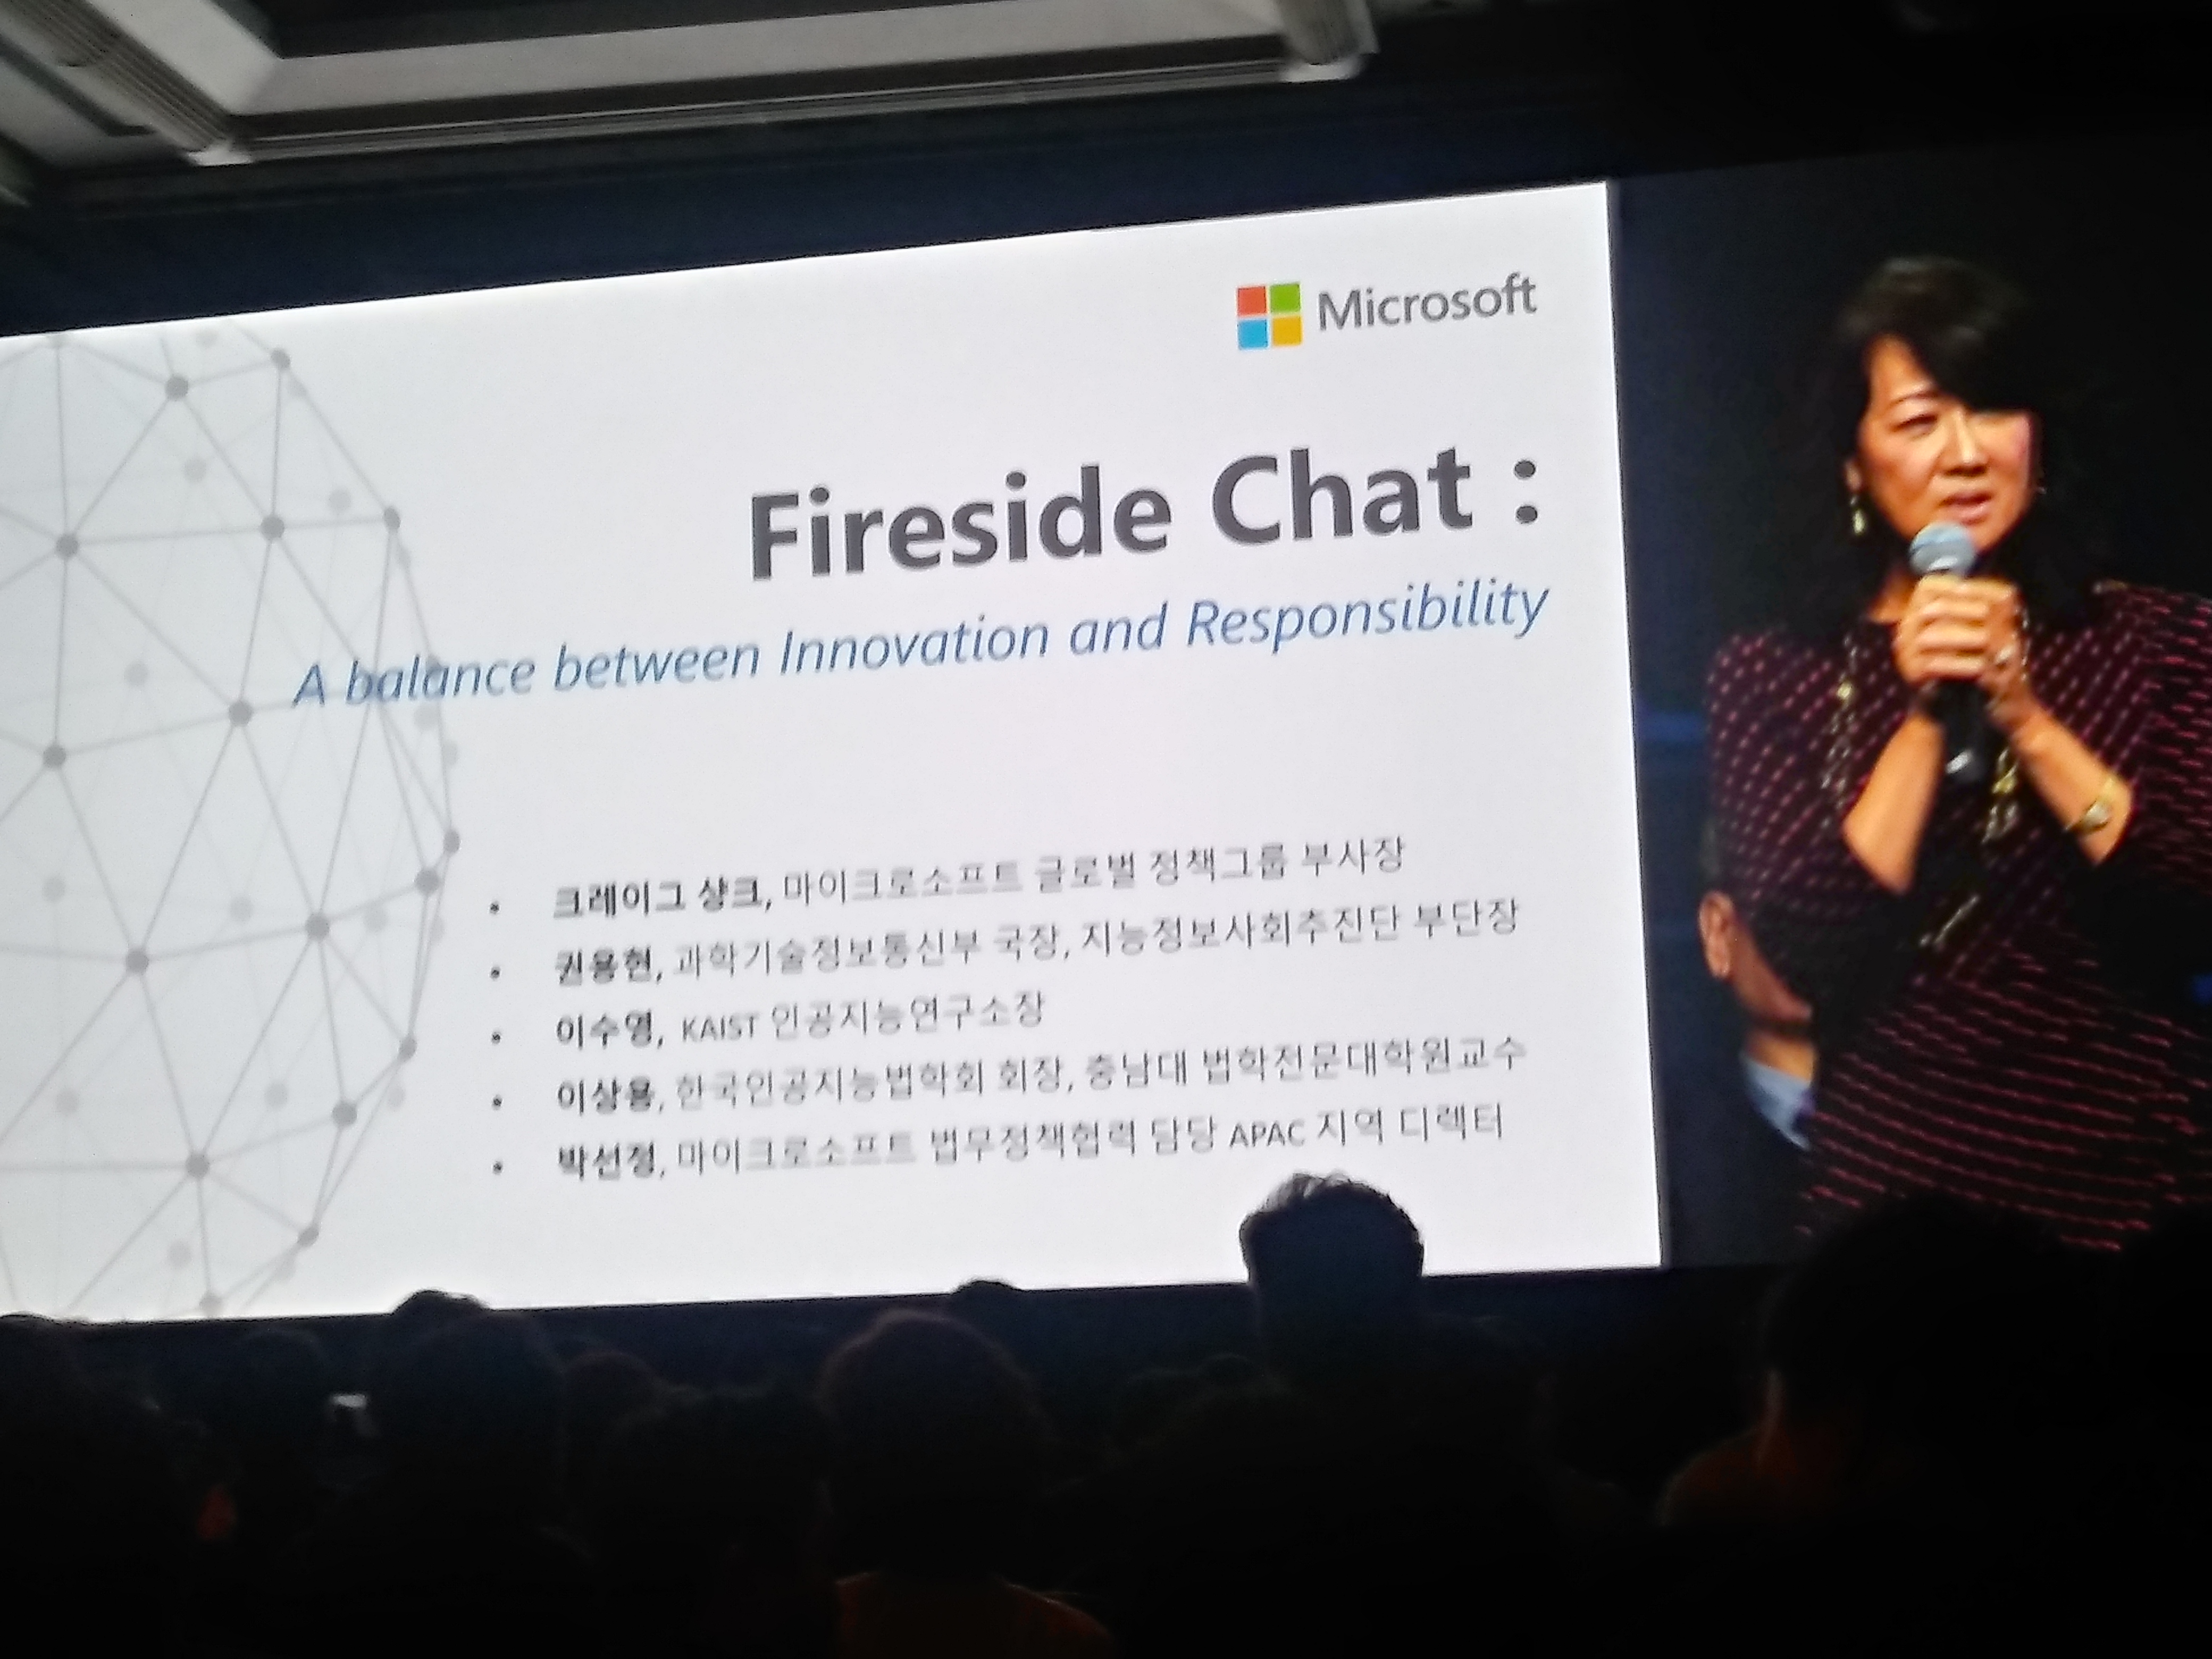 Microsoft
Fireside Chat :
A balance between Innovation and Responsibility
• 크레이그 샹크, 마이크로소프트 글로벌 정책그룹 부사장
• 권용현, 과학기술정보통신부 국장, 지능정보사회추진단 부단장
• 이수영, KAIST 인공지능연구소장
• 이상용, 한국인공지능법학회 회장, 충남대 법학전문대학원교수
• 박선정, 마이크로소프트 법무정책협력 담당 APAC 지역 디렉터